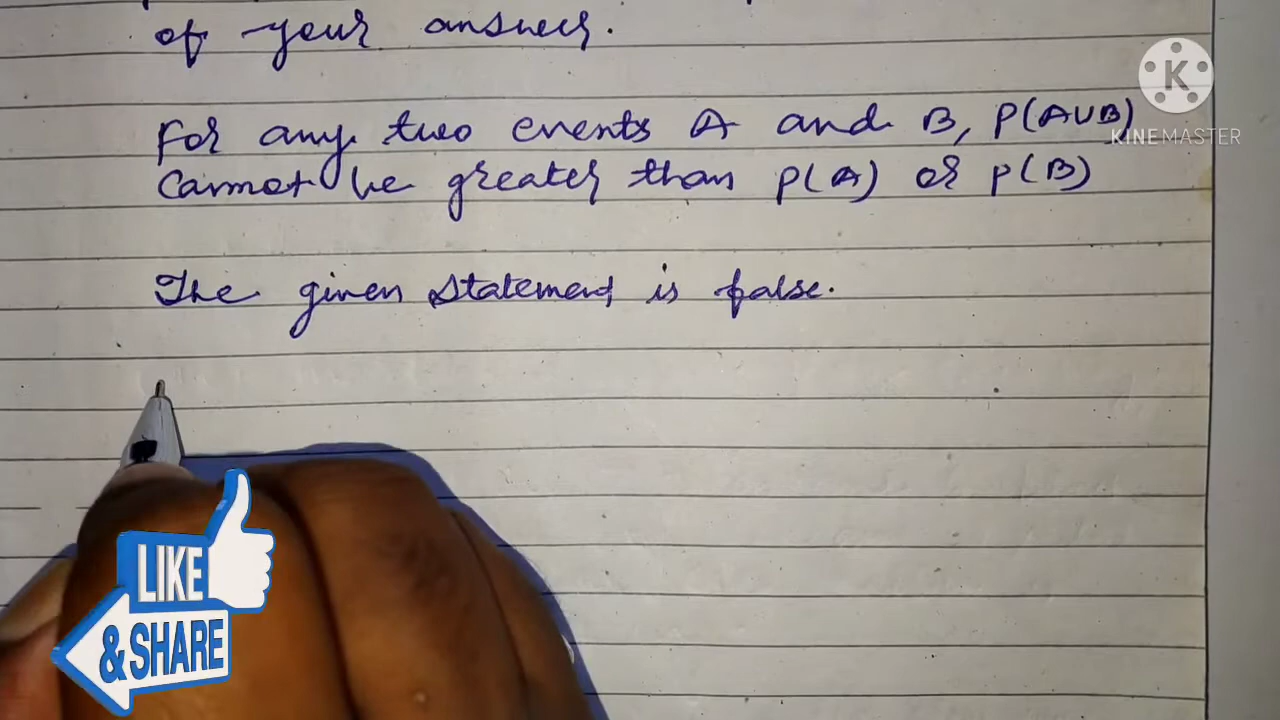 of your answer.
K
KINEMASTER
For any two events A and B, P(A∪B)
cannot be greater than P(A) or P(B)
The given statement is false.
LIKE
& SHARE